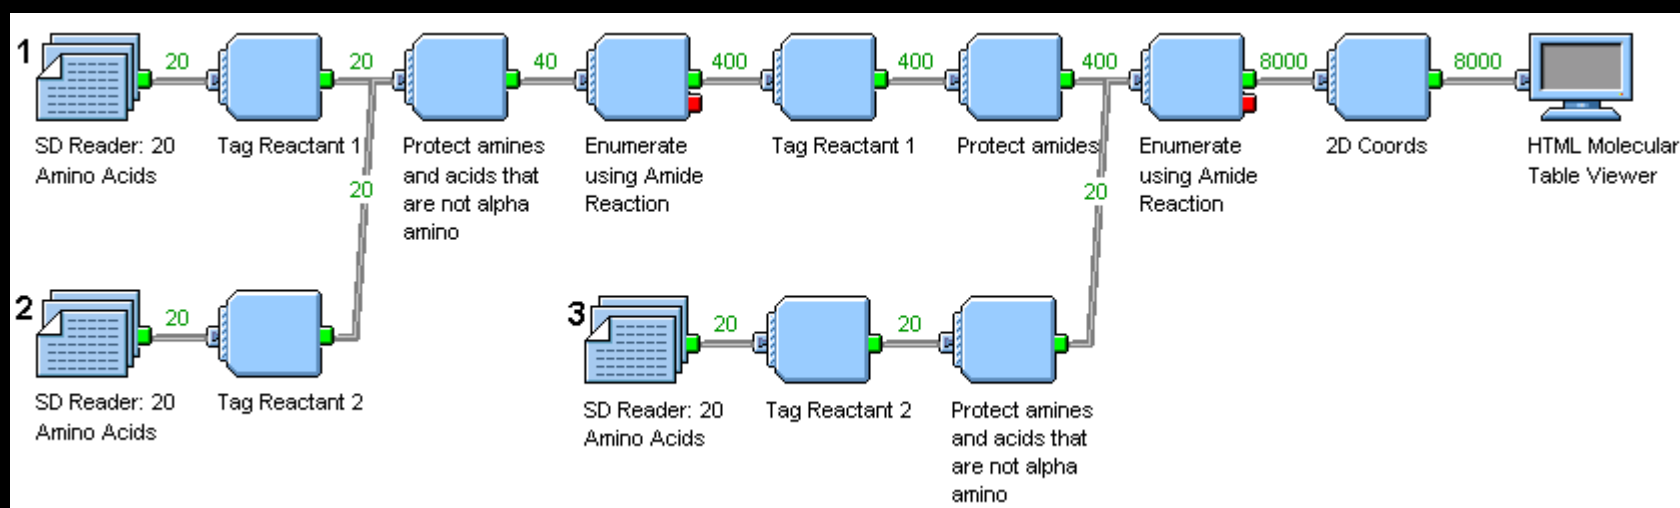 1
20
20
40
400
400
400
8000
8000
SD Reader: 20
Amino Acids
Tag Reactant 1
Protect amines
and acids that
are not alpha
amino
Enumerate
using Amide
Reaction
Tag Reactant 1
Protect amides
Enumerate
using Amide
Reaction
2D Coords
HTML Molecular
Table Viewer
20
20
2
20
SD Reader: 20
Amino Acids
Tag Reactant 2
3
20
20
SD Reader: 20
Amino Acids
Tag Reactant 2
Protect amines
and acids that
are not alpha
amino